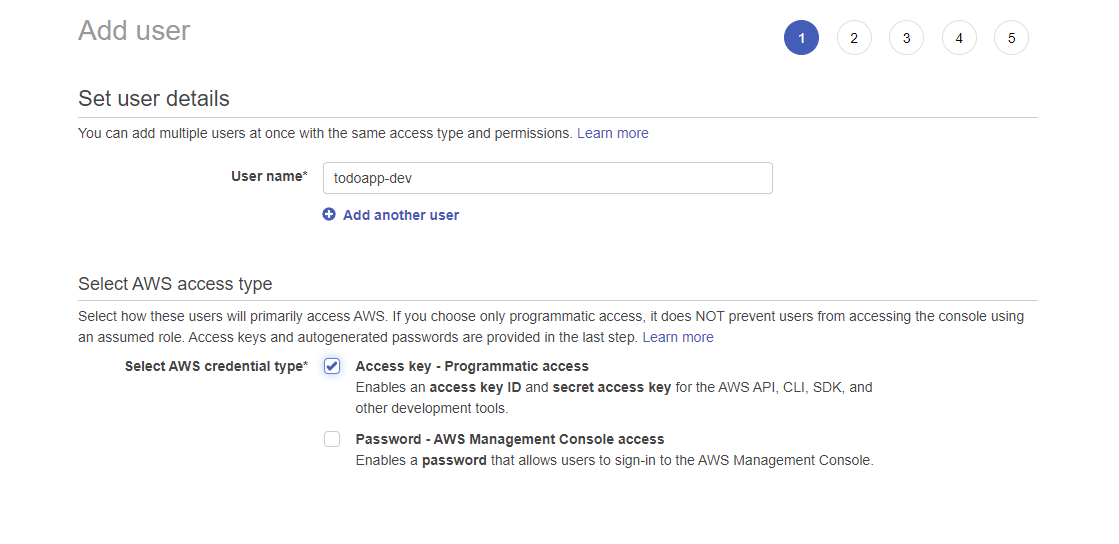 Add user
1 2 3 4 5
Set user details
You can add multiple users at once with the same access type and permissions. Learn more
User name* todoapp-dev
Add another user
Select AWS access type
Select how these users will primarily access AWS. If you choose only programmatic access, it does NOT prevent users from accessing the console using
an assumed role. Access keys and autogenerated passwords are provided in the last step. Learn more
Select AWS credential type* Access key - Programmatic access
Enables an access key ID and secret access key for the AWS API, CLI, SDK, and
other development tools.
Password - AWS Management Console access
Enables a password that allows users to sign-in to the AWS Management Console.